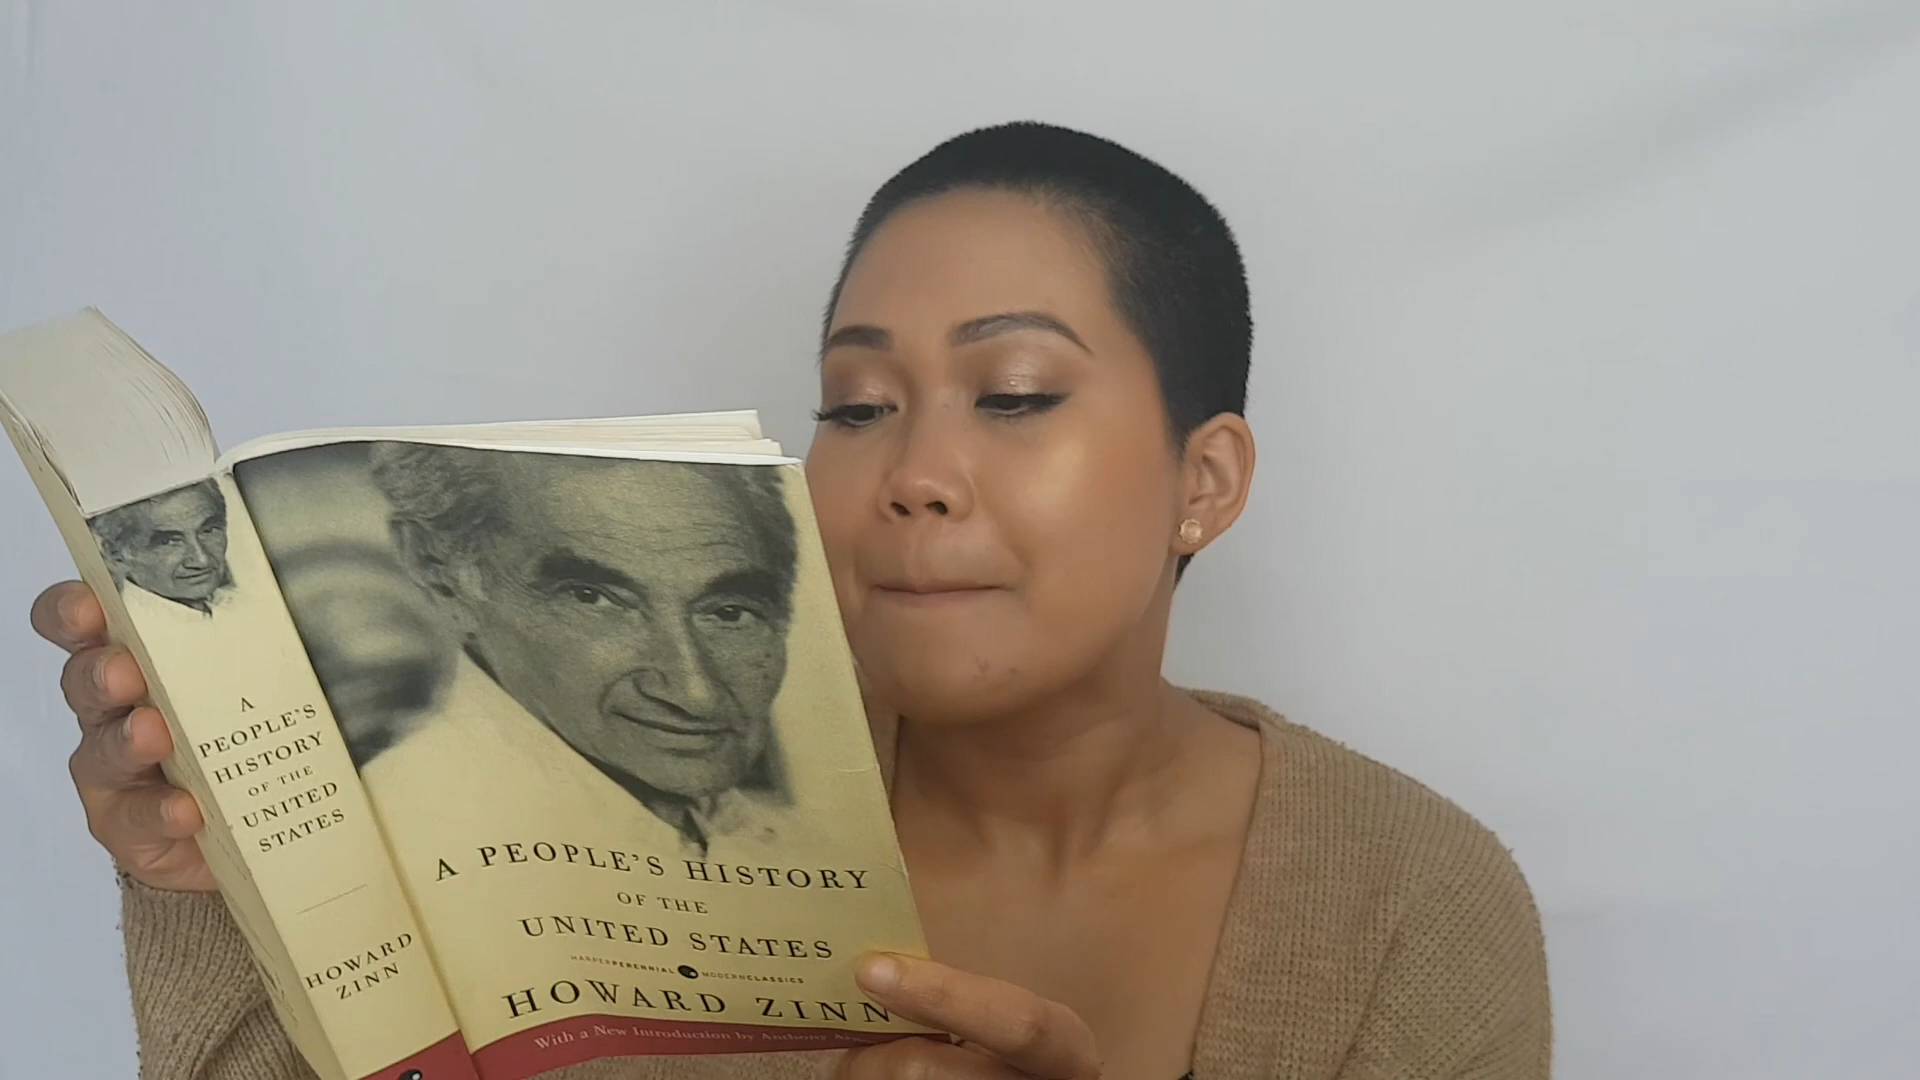 A
PEOPLE'S
HISTORY
OF THE
UNITED
STATES
HOWARD
ZINN
A PEOPLE'S HISTORY
OF THE
UNITED STATES
HARPERPERENNIAL MODERNCLASSICS
HOWARD ZINN
With a New Introduction by Anthony